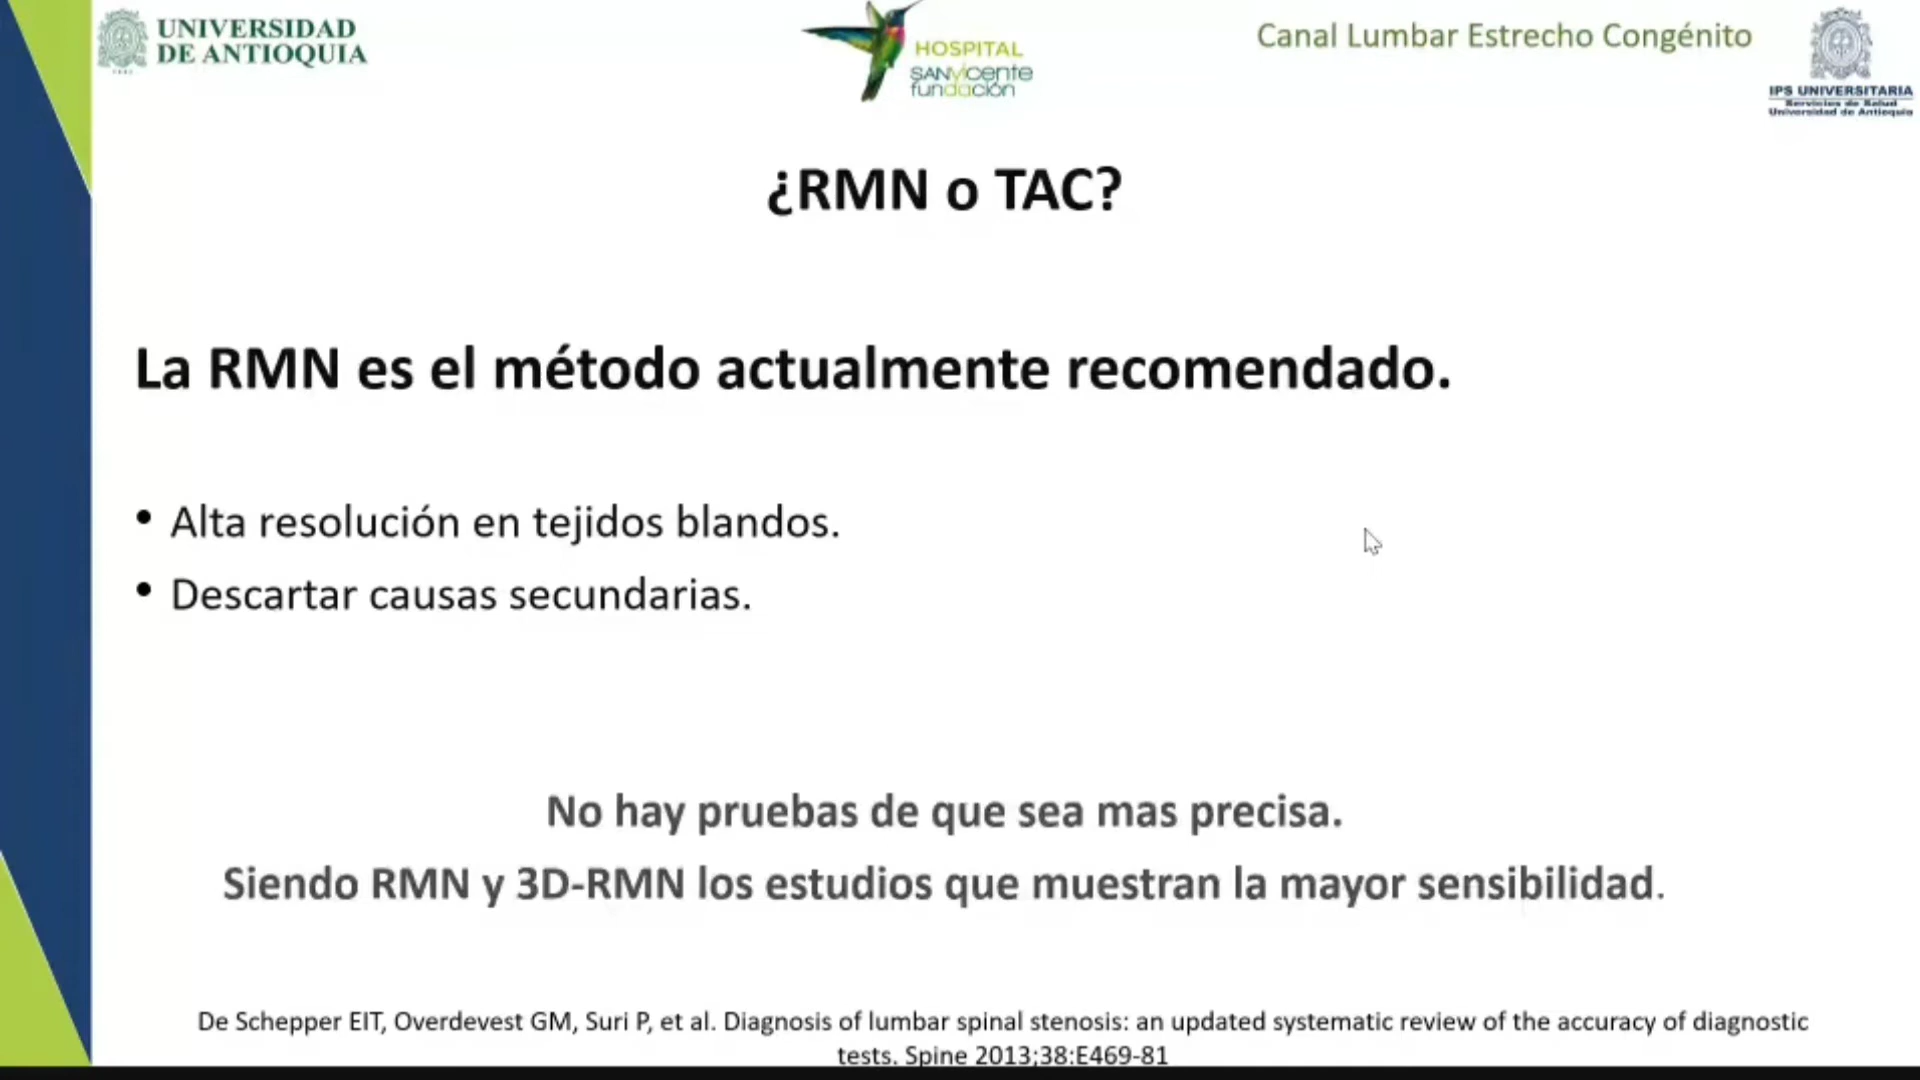 UNIVERSIDAD
DE ANTIOQUIA
HOSPITAL
SANVicente
fundación
Canal Lumbar Estrecho Congénito
IPS UNIVERSITARIA
Servicios de Salud
Universidad de Antioquia
¿RMN o TAC?
La RMN es el método actualmente recomendado.
• Alta resolución en tejidos blandos.
• Descartar causas secundarias.
No hay pruebas de que sea mas precisa.
Siendo RMN y 3D-RMN los estudios que muestran la mayor sensibilidad.
De Schepper EIT, Overdevest GM, Suri P, et al. Diagnosis of lumbar spinal stenosis: an updated systematic review of the accuracy of diagnostic
tests. Spine 2013;38:E469-81